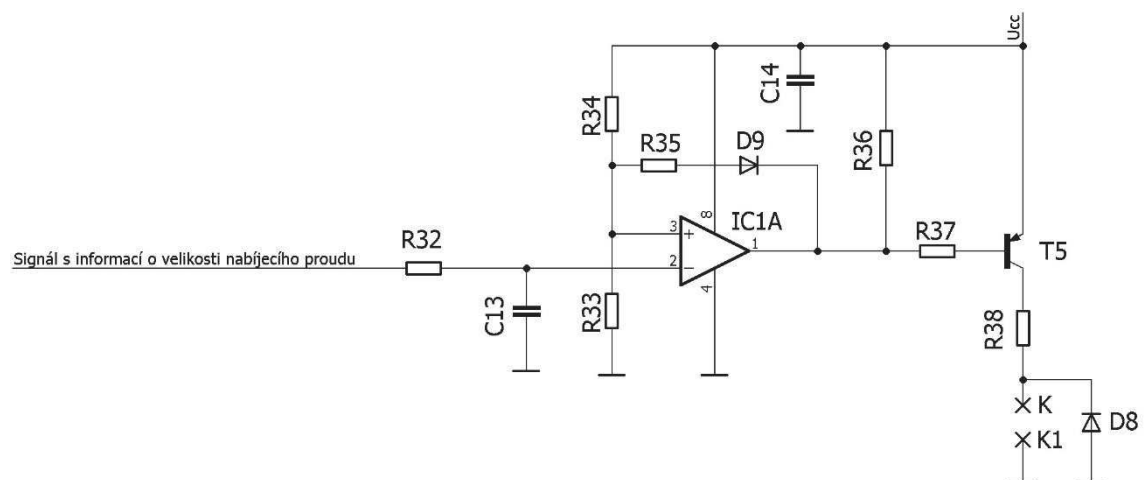 Ucc
C14
R34
R35
D9
R36
8
IC1A
3
+
1
R37
T5
R32
Signál s informací o velikosti nabíjecího proudu
2
−
4
C13
R33
R38
K
K1
D8